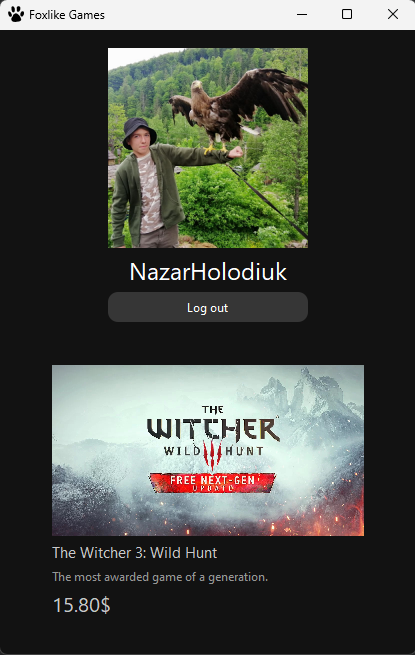 Foxlike Games
NazarHolodiuk
Log out
THE
WITCHER
WILD HUNT
FREE NEXT-GEN
UPDATE
The Witcher 3: Wild Hunt
The most awarded game of a generation.
15.80$